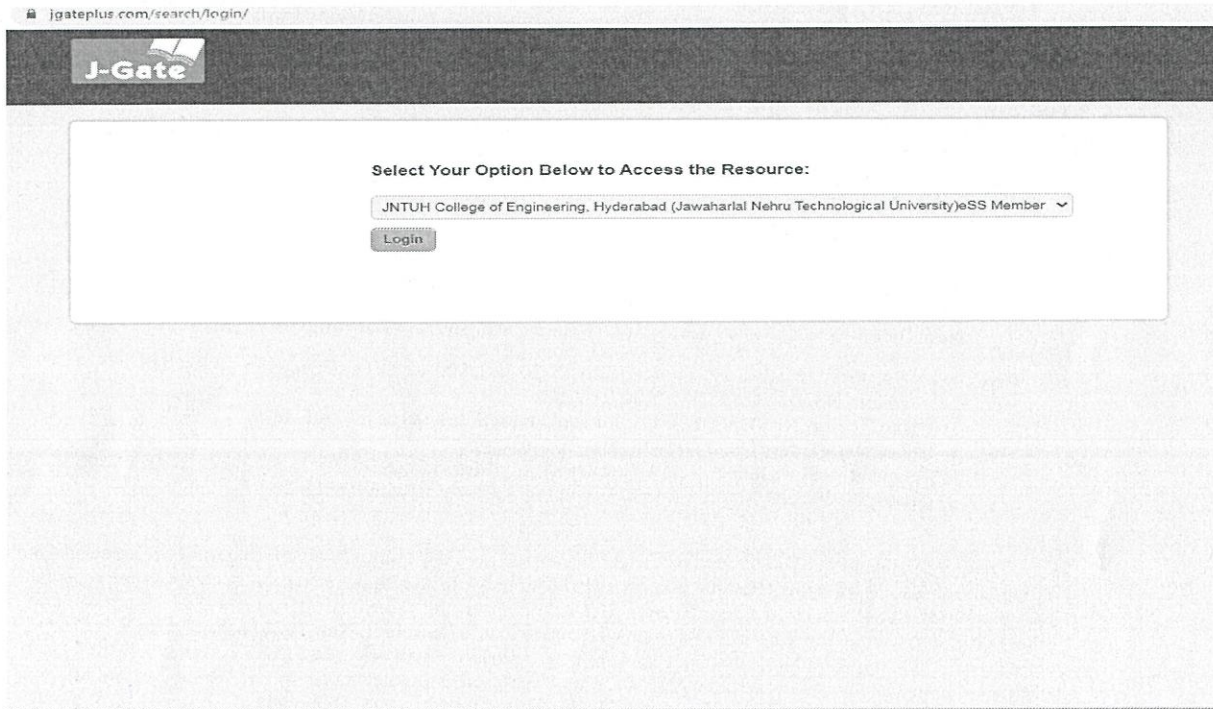 jgateplus.com/search/login/
J-Gate
Select Your Option Below to Access the Resource:
JNTUH College of Engineering, Hyderabad (Jawaharlal Nehru Technological University)eSS Member
Login